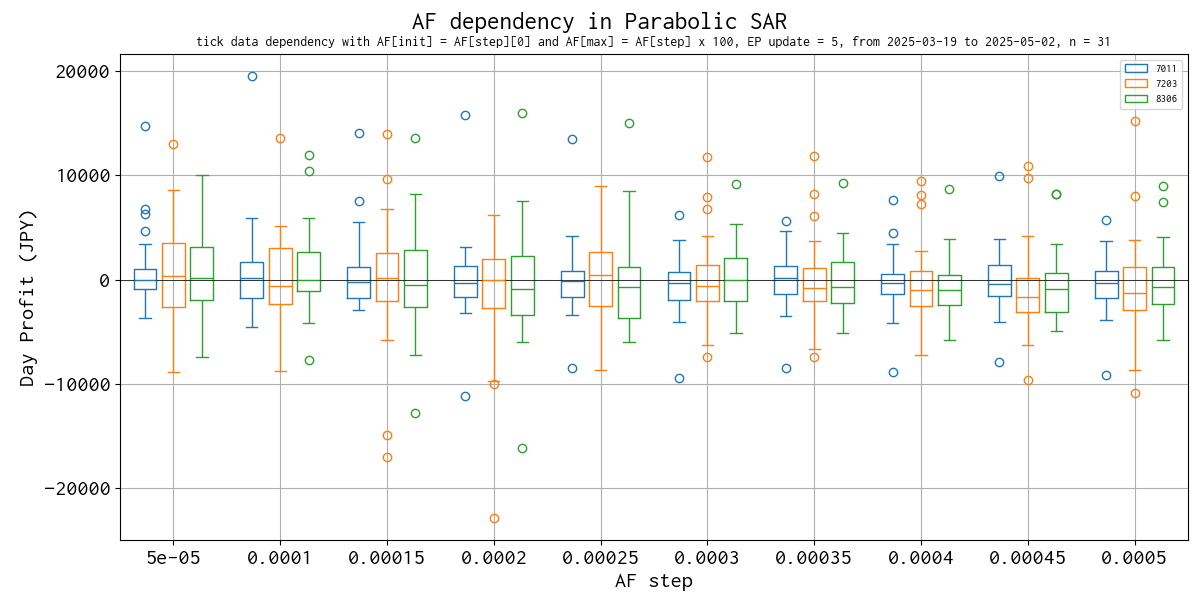 AF dependency in Parabolic SAR
tick data dependency with AF[init] = AF[step][0] and AF[max] = AF[step] x 100, EP update = 5, from 2025-03-19 to 2025-05-02, n = 31
7011
7203
8306
Day Profit (JPY)
20000
10000
0
−10000
−20000
5e-05 0.0001 0.00015 0.0002 0.00025 0.0003 0.00035 0.0004 0.00045 0.0005
AF step